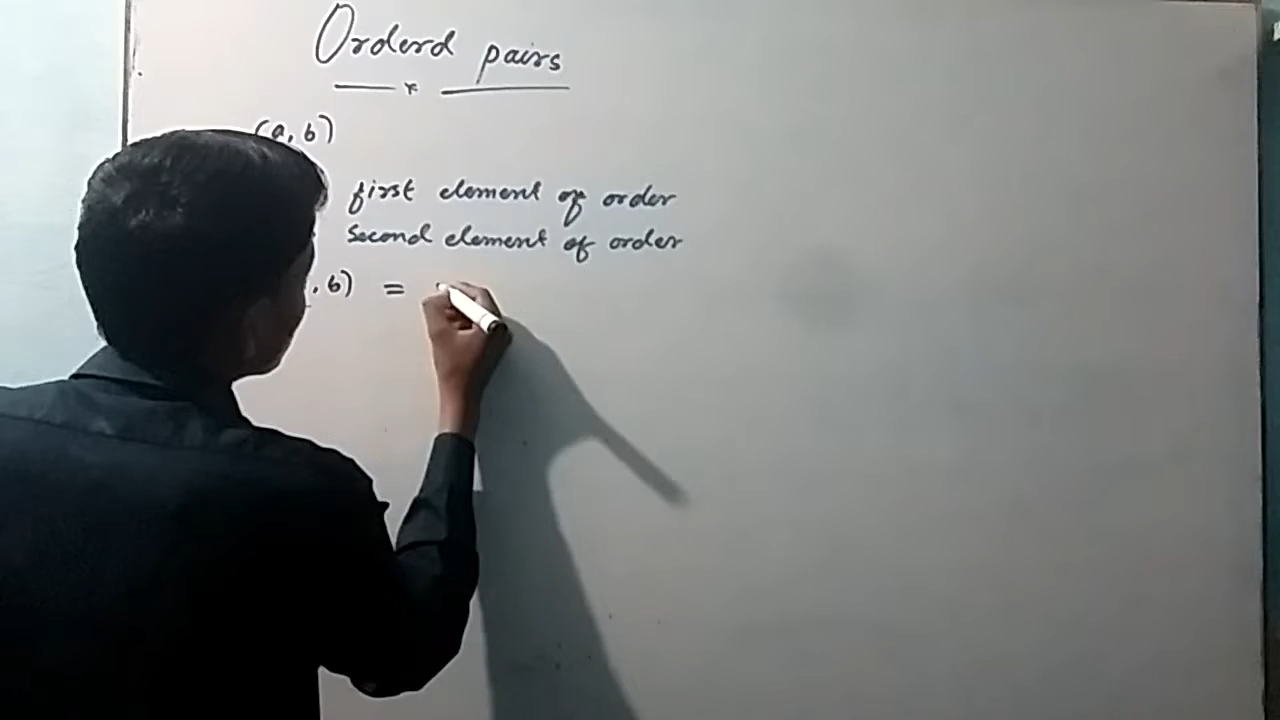 Orderd pairs
(a, b)
first element of order
Second element of order
, b) =